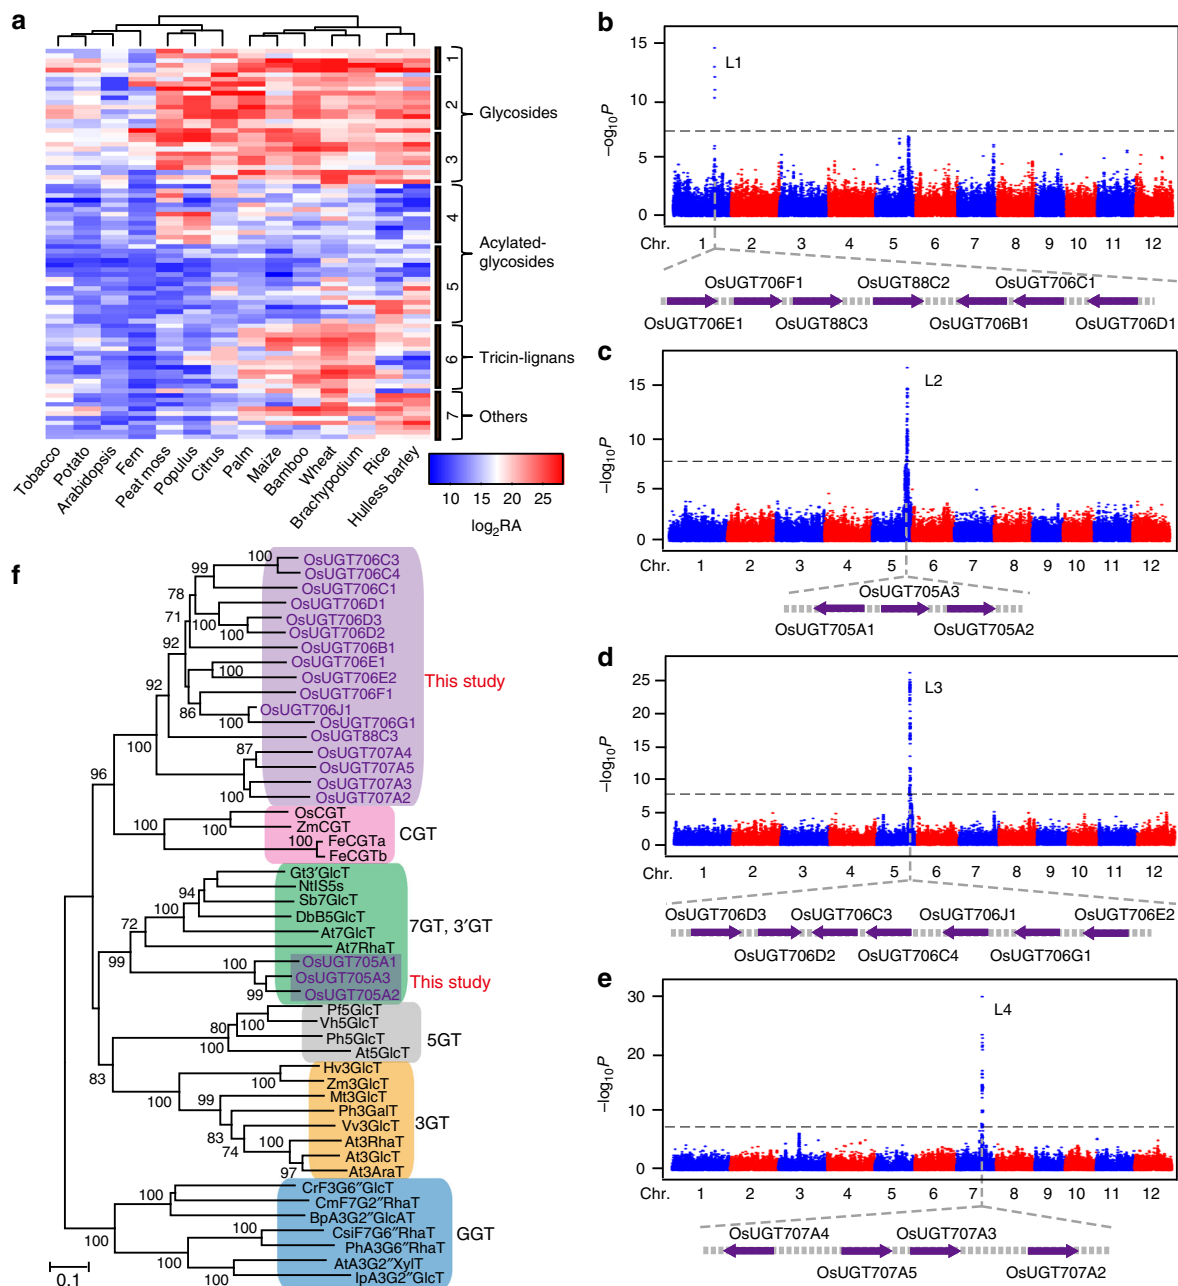 a
1
2
3
4
5
6
7
Glycosides
Acylated-
glycosides
Tricin-lignans
Others
Tobacco
Potato
Arabidopsis
Fern
Peat moss
Populus
Citrus
Palm
Maize
Bamboo
Wheat
Brachypodium
Rice
Hulless barley
10 15 20 25
log2RA
b
−og10P
15
10
5
0
L1
Chr. 1 2 3 4 5 6 7 8 9 10 11 12
OsUGT706F1 OsUGT88C2 OsUGT706C1
OsUGT706E1 OsUGT88C3 OsUGT706B1 OsUGT706D1
c
−log10P
15
10
5
0
L2
Chr. 1 2 3 4 5 6 7 8 9 10 11 12
OsUGT705A3
OsUGT705A1 OsUGT705A2
d
−log10P
25
20
15
10
5
0
L3
Chr. 1 2 3 4 5 6 7 8 9 10 11 12
OsUGT706D3 OsUGT706C3 OsUGT706J1 OsUGT706E2
OsUGT706D2 OsUGT706C4 OsUGT706G1
e
−log10P
30
20
10
0
L4
Chr. 1 2 3 4 5 6 7 8 9 10 11 12
OsUGT707A4 OsUGT707A3
OsUGT707A5 OsUGT707A2
f
100 OsUGT706C3
99 OsUGT706C4
78 OsUGT706C1
71 OsUGT706D1
100 OsUGT706D3
100 OsUGT706D2
92 OsUGT706B1
OsUGT706E1
100 OsUGT706E2
This study
92 OsUGT706F1
86 OsUGT706J1
100 OsUGT706G1
OsUGT88C3
100 87 OsUGT707A4
OsUGT707A5
96 OsUGT707A3
100 OsUGT707A2
OsCGT
100 100 ZmCGT
CGT
100 FeCGTa
FeCGTb
Gt3′GlcT
NtIS5s
94 Sb7GlcT
100 DbB5GlcT
7GT, 3′GT
72 At7GlcT
At7RhaT
99 100 OsUGT705A1
OsUGT705A3
This study
99 OsUGT705A2
Pf5GlcT
100 Vh5GlcT
80 Ph5GlcT
5GT
100 At5GlcT
83 Hv3GlcT
100 Zm3GlcT
100 99 Mt3GlcT
Ph3GalT
3GT
83 Vv3GlcT
74 100 At3RhaT
At3GlcT
97 At3AraT
CrF3G6″GlcT
100 CmF7G2″RhaT
BpA3G2″GlcAT
100 CsiF7G6″RhaT
GGT
100 PhA3G6″RhaT
100 AtA3G2″XylT
100 IpA3G2″GlcT
0.1